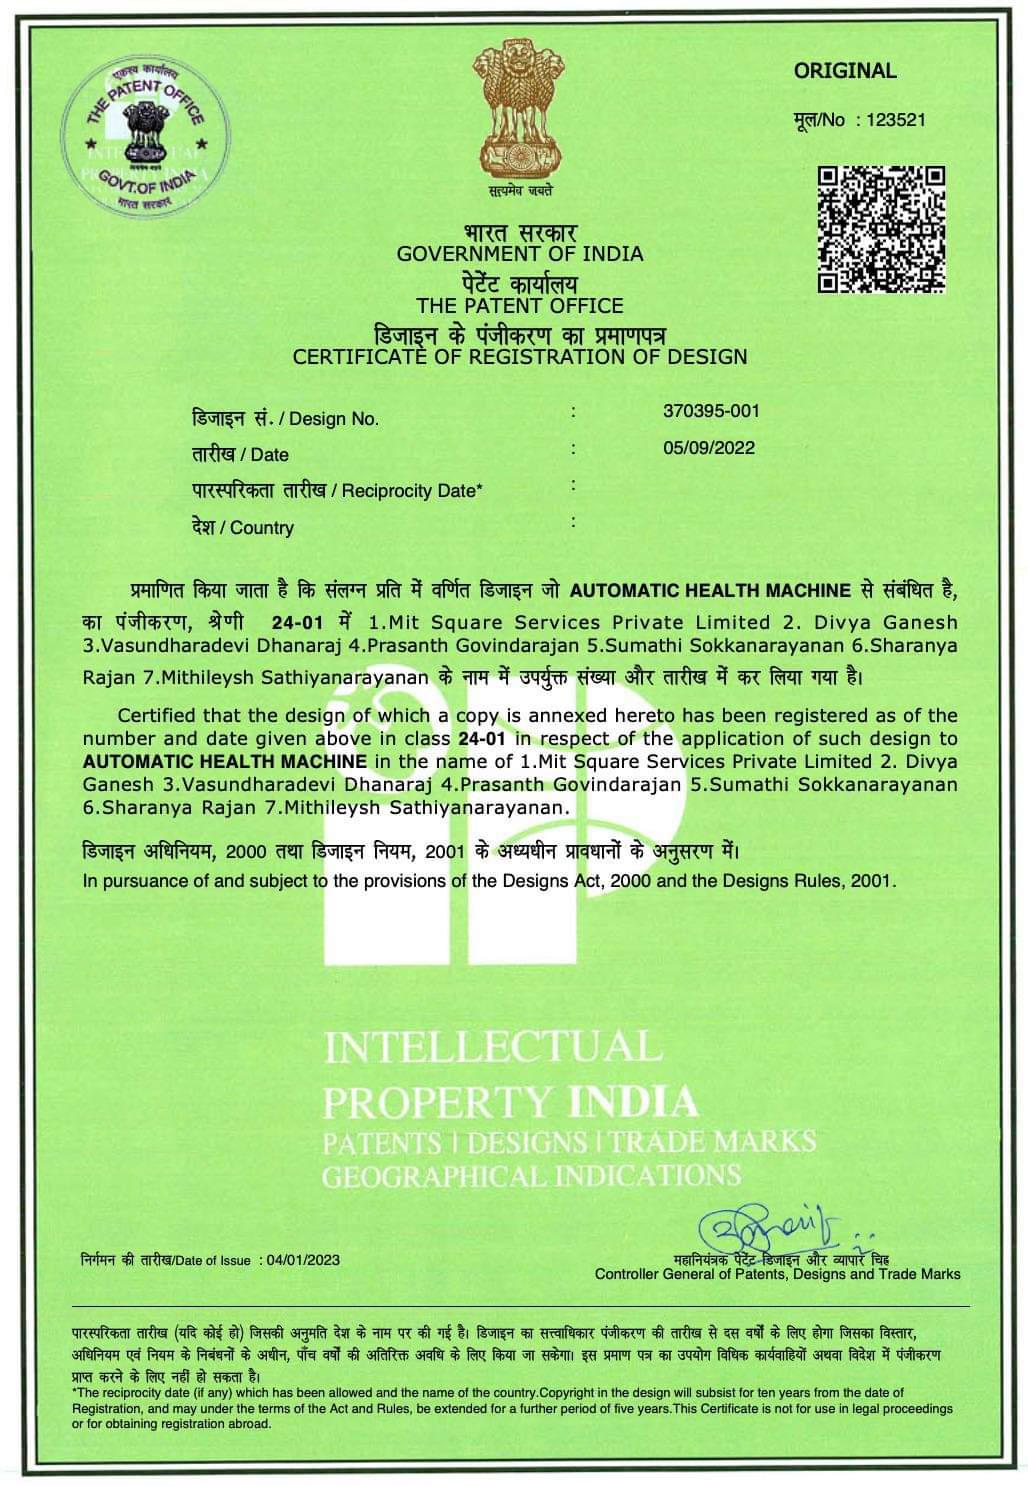 एकस्व कार्यालय
THE PATENT OFFICE
INTELLECTUAL
PROPERTY INDIA
GOVT.OF INDIA
भारत सरकार
सत्यमेव जयते
ORIGINAL
मूल/No : 123521
भारत सरकार
GOVERNMENT OF INDIA
पेटेंट कार्यालय
THE PATENT OFFICE
डिजाइन के पंजीकरण का प्रमाणपत्र
CERTIFICATE OF REGISTRATION OF DESIGN
डिजाइन सं. / Design No. : 370395-001
तारीख / Date : 05/09/2022
पारस्परिकता तारीख / Reciprocity Date* :
देश / Country :
प्रमाणित किया जाता है कि संलग्न प्रति में वर्णित डिजाइन जो AUTOMATIC HEALTH MACHINE से संबंधित है,
का पंजीकरण, श्रेणी 24-01 में 1.Mit Square Services Private Limited 2. Divya Ganesh
3.Vasundharadevi Dhanaraj 4.Prasanth Govindarajan 5.Sumathi Sokkanarayanan 6.Sharanya
Rajan 7.Mithileysh Sathiyanarayanan के नाम में उपर्युक्त संख्या और तारीख में कर लिया गया है।
Certified that the design of which a copy is annexed hereto has been registered as of the
number and date given above in class 24-01 in respect of the application of such design to
AUTOMATIC HEALTH MACHINE in the name of 1.Mit Square Services Private Limited 2. Divya
Ganesh 3.Vasundharadevi Dhanaraj 4.Prasanth Govindarajan 5.Sumathi Sokkanarayanan
6.Sharanya Rajan 7.Mithileysh Sathiyanarayanan.
डिजाइन अधिनियम, 2000 तथा डिजाइन नियम, 2001 के अध्यधीन प्रावधानों के अनुसरण में।
In pursuance of and subject to the provisions of the Designs Act, 2000 and the Designs Rules, 2001.
INTELLECTUAL
PROPERTY INDIA
PATENTS | DESIGNS | TRADE MARKS
GEOGRAPHICAL INDICATIONS
निर्गमन की तारीख/Date of Issue : 04/01/2023
महानियंत्रक पेटेंट, डिजाइन और व्यापार चिह्न
Controller General of Patents, Designs and Trade Marks
पारस्परिकता तारीख (यदि कोई हो) जिसकी अनुमति देश के नाम पर की गई है। डिजाइन का सत्त्वाधिकार पंजीकरण की तारीख से दस वर्षों के लिए होगा जिसका विस्तार,
अधिनियम एवं नियम के निबंधनों के अधीन, पाँच वर्षों की अतिरिक्त अवधि के लिए किया जा सकेगा। इस प्रमाण पत्र का उपयोग विधिक कार्यवाहियों अथवा विदेश में पंजीकरण
प्राप्त करने के लिए नहीं हो सकता है।
*The reciprocity date (if any) which has been allowed and the name of the country.Copyright in the design will subsist for ten years from the date of
Registration, and may under the terms of the Act and Rules, be extended for a further period of five years.This Certificate is not for use in legal proceedings
or for obtaining registration abroad.